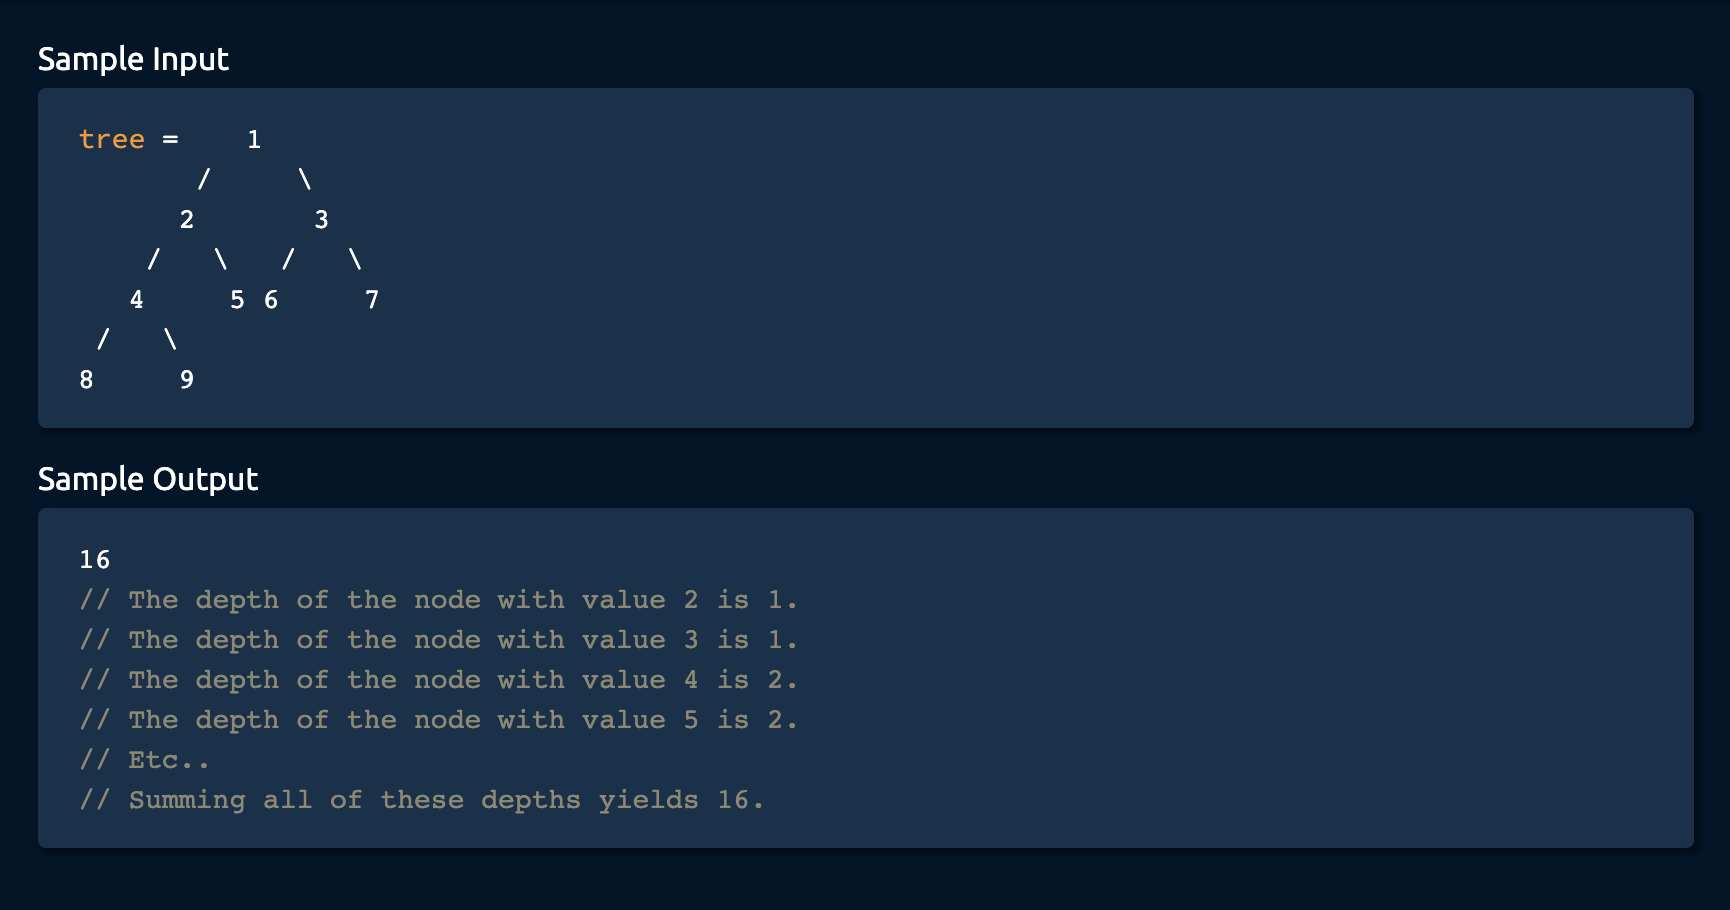 Sample Input
tree =    1
       /     \
      2       3
    /   \   /   \
   4     5 6     7
 /   \
8     9
Sample Output
16
// The depth of the node with value 2 is 1.
// The depth of the node with value 3 is 1.
// The depth of the node with value 4 is 2.
// The depth of the node with value 5 is 2.
// Etc..
// Summing all of these depths yields 16.